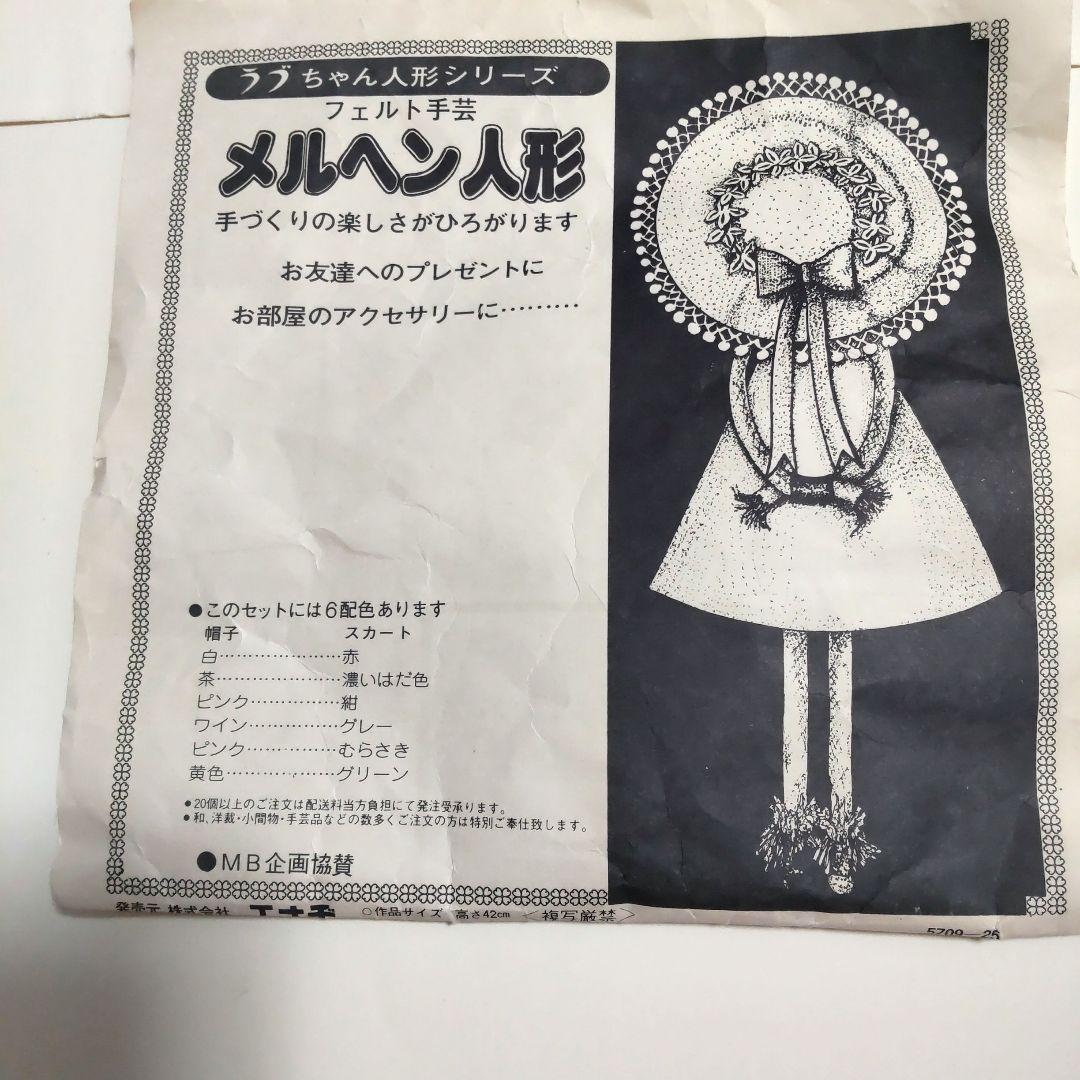 ラブちゃん人形シリーズ
フェルト手芸
メルヘン人形
手づくりの楽しさがひろがります
お友達へのプレゼントに
お部屋のアクセサリーに………
●このセットには6配色あります
帽子 スカート
白…………………赤
茶…………………濃いはだ色
ピンク……………紺
ワイン……………グレー
ピンク……………むらさき
黄色………………グリーン
●20個以上のご注文は配送料当方負担にて発注受承ります。
●和、洋裁・小間物・手芸品などの数多くご注文の方は特別ご奉仕致します。
●MB企画協賛
発売元 株式会社 ○作品サイズ 高さ42cm <複写厳禁>